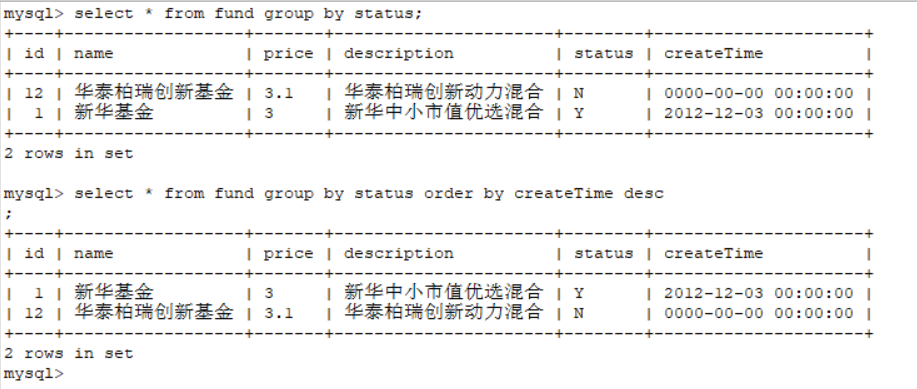 mysql> select * from fund group by status;
+----+-----------------+-------+--------------------+--------+---------------------+
| id | name | price | description | status | createTime |
+----+-----------------+-------+--------------------+--------+---------------------+
| 12 | 华泰柏瑞创新基金 | 3.1 | 华泰柏瑞创新动力混合 | N | 0000-00-00 00:00:00 |
| 1 | 新华基金 | 3 | 新华中小市值优选混合 | Y | 2012-12-03 00:00:00 |
+----+-----------------+-------+--------------------+--------+---------------------+
2 rows in set
mysql> select * from fund group by status order by createTime desc
;
+----+-----------------+-------+--------------------+--------+---------------------+
| id | name | price | description | status | createTime |
+----+-----------------+-------+--------------------+--------+---------------------+
| 1 | 新华基金 | 3 | 新华中小市值优选混合 | Y | 2012-12-03 00:00:00 |
| 12 | 华泰柏瑞创新基金 | 3.1 | 华泰柏瑞创新动力混合 | N | 0000-00-00 00:00:00 |
+----+-----------------+-------+--------------------+--------+---------------------+
2 rows in set
mysql>